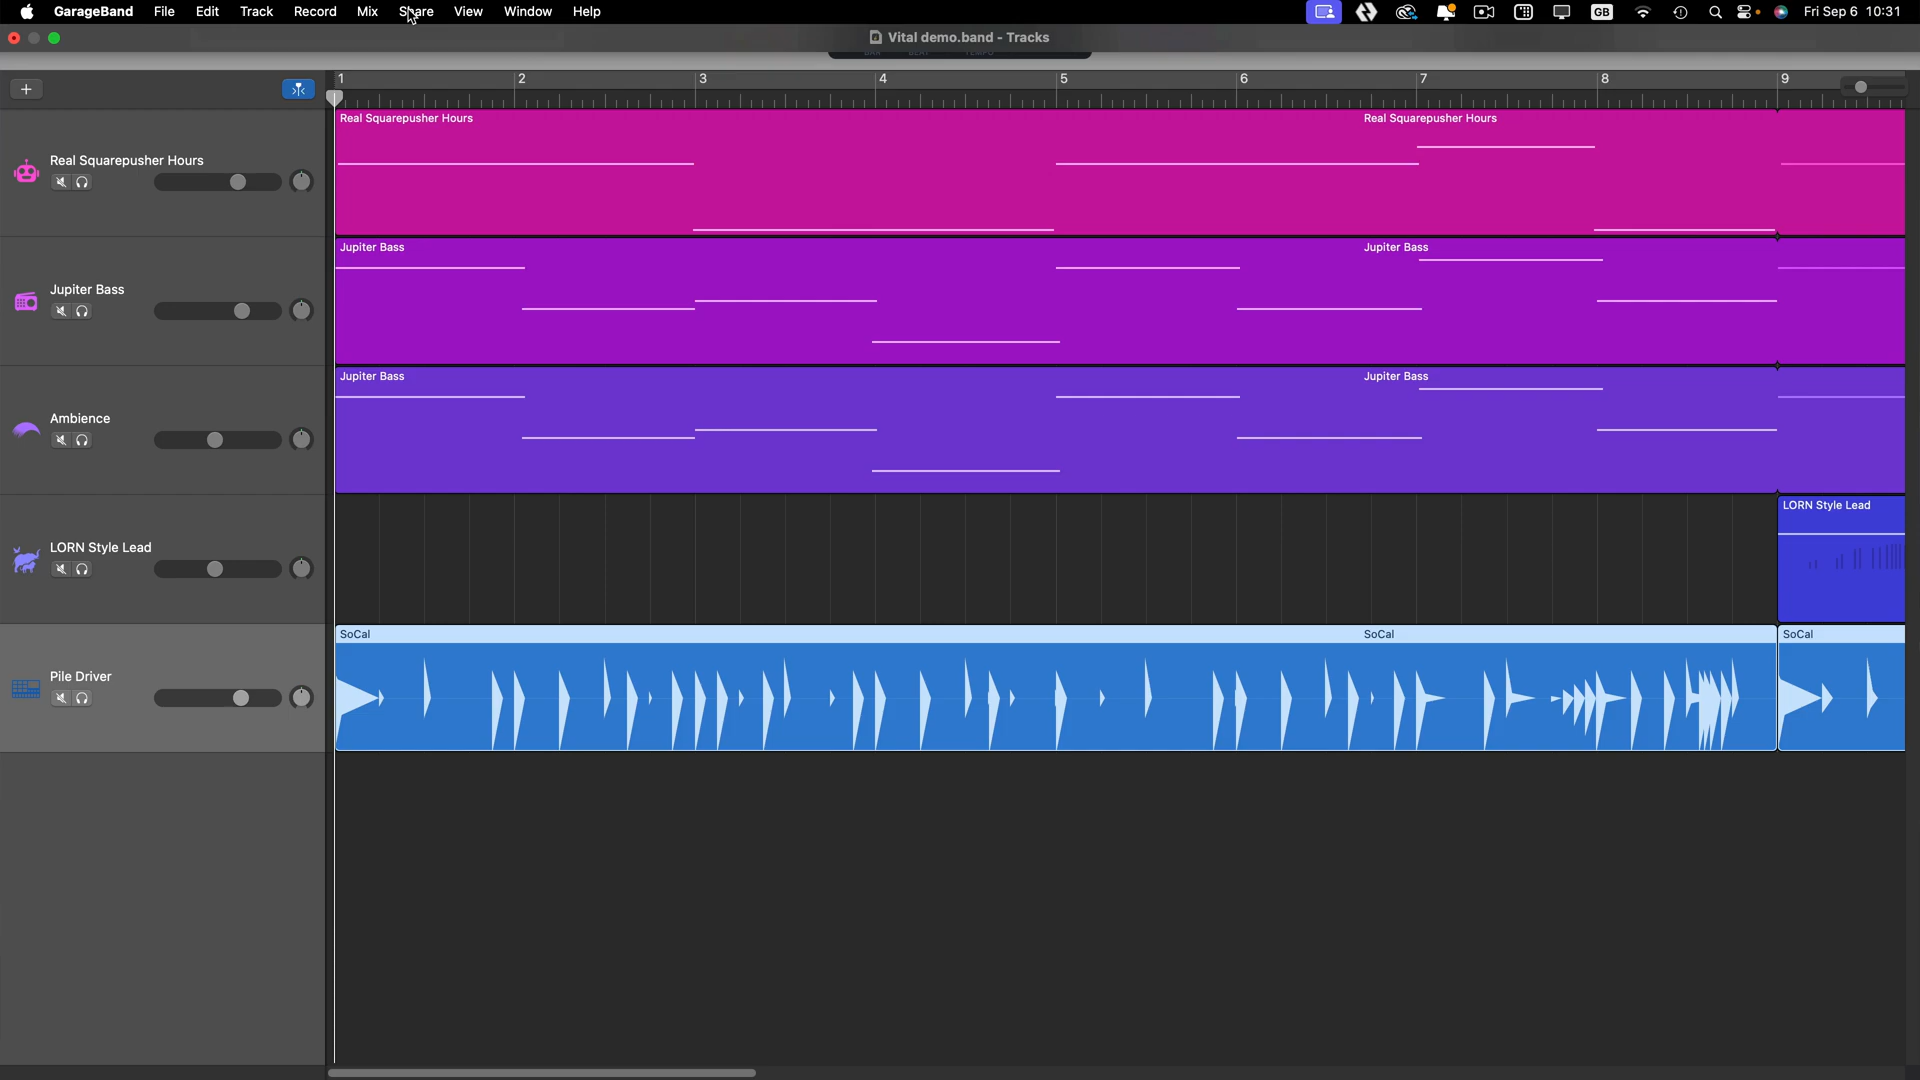 GarageBand File Edit Track Record Mix Share View Window Help GB Fri Sep 6 10:31
Vital demo.band - Tracks
BAR BEAT TEMPO
1 2 3 4 5 6 7 8 9
Real Squarepusher Hours Real Squarepusher Hours
Real Squarepusher Hours
Jupiter Bass Jupiter Bass
Jupiter Bass
Jupiter Bass Jupiter Bass
Ambience
LORN Style Lead
LORN Style Lead
SoCal SoCal SoCal
Pile Driver